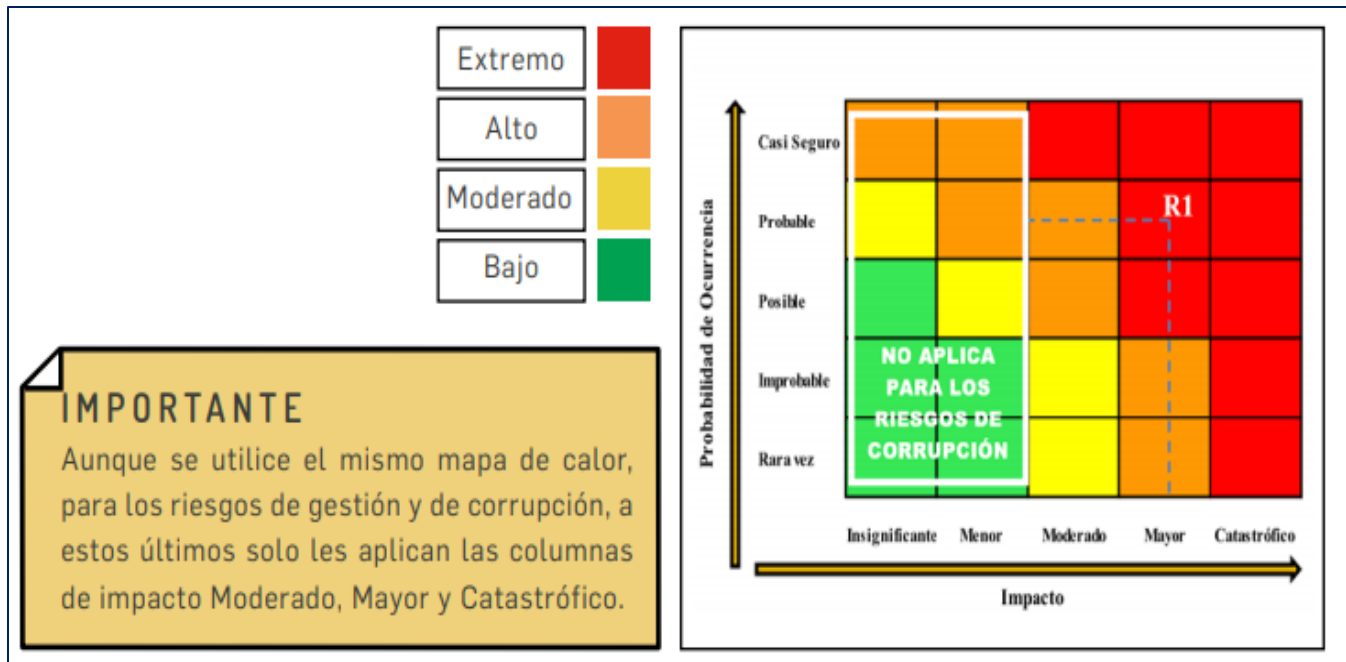 Extremo
Alto
Moderado
Bajo
IMPORTANTE
Aunque se utilice el mismo mapa de calor,
para los riesgos de gestión y de corrupción, a
estos últimos solo les aplican las columnas
de impacto Moderado, Mayor y Catastrófico.
Probabilidad de Ocurrencia
Casi Seguro
Probable
Posible
Improbable
Rara vez
R1
NO APLICA
PARA LOS
RIESGOS DE
CORRUPCIÓN
Insignificante Menor Moderado Mayor Catastrófico
Impacto